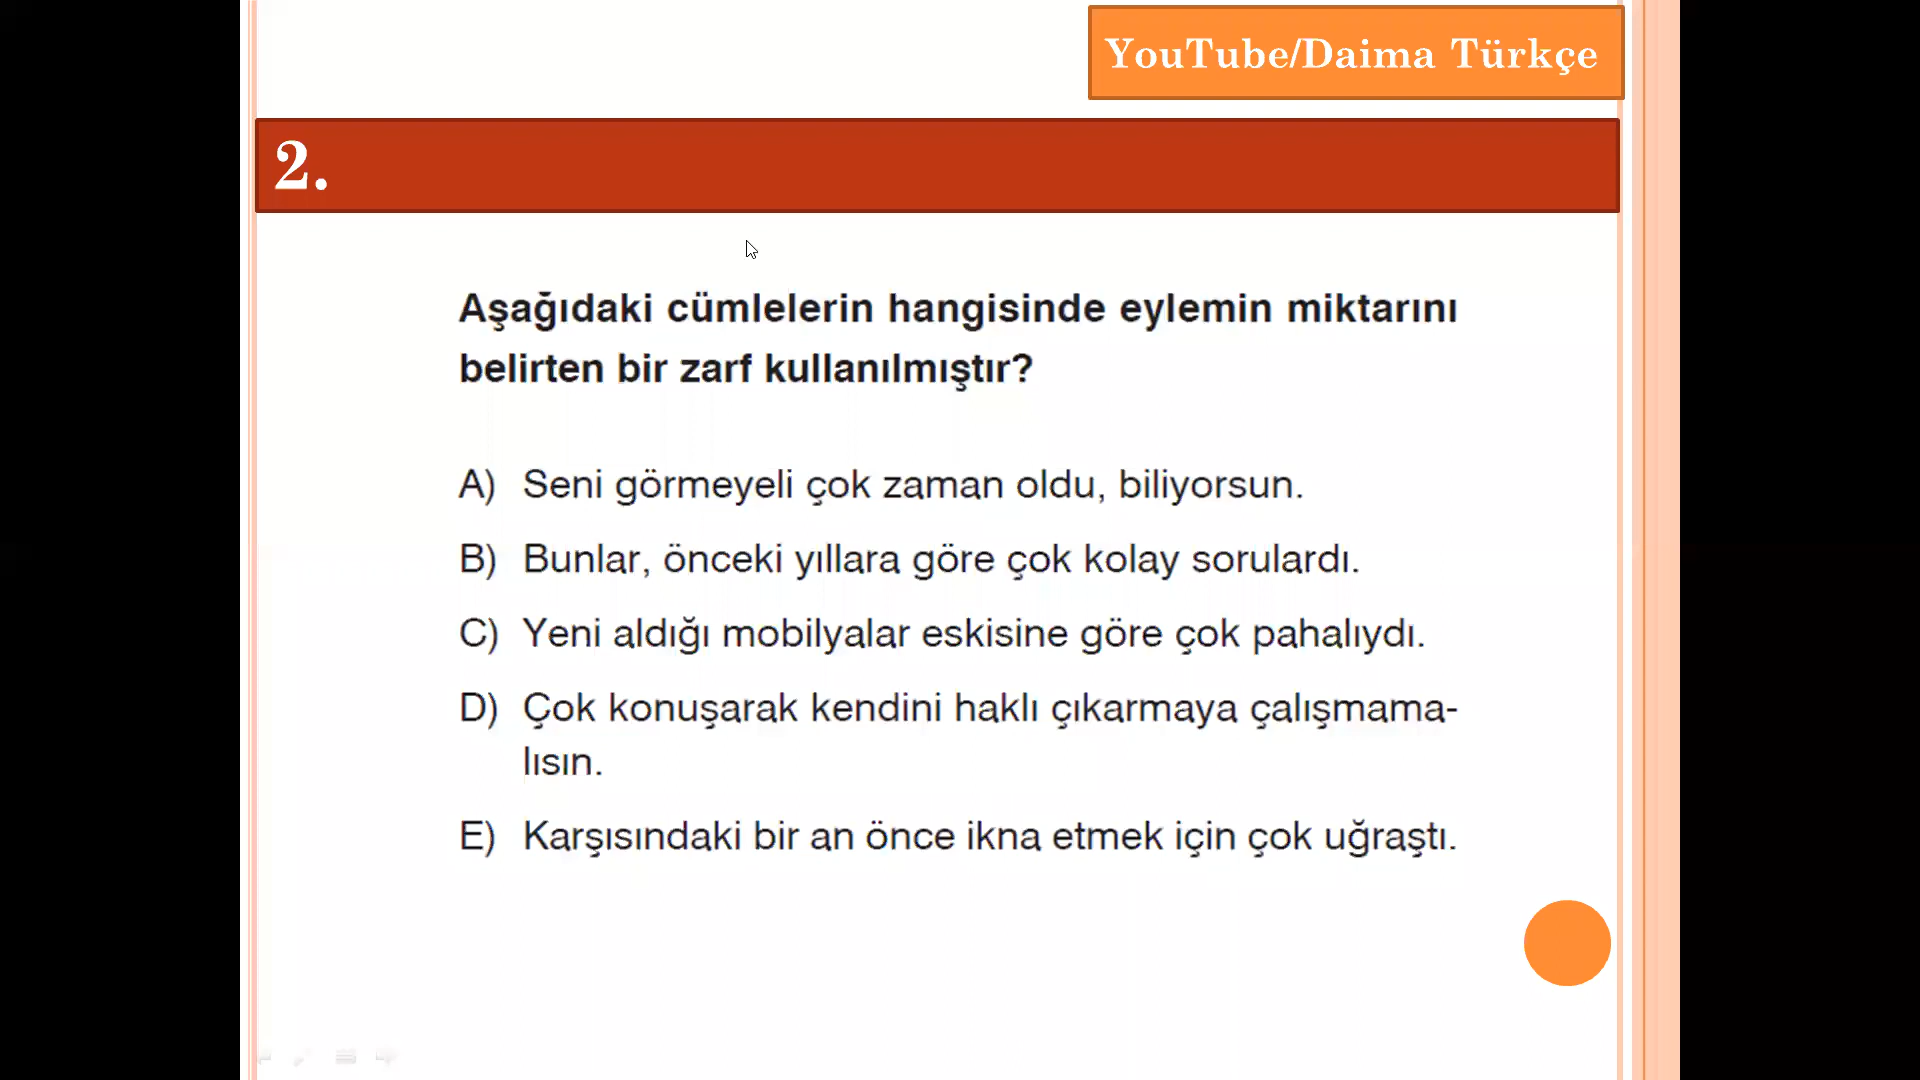 YouTube/Daima Türkçe
2.
Aşağıdaki cümlelerin hangisinde eylemin miktarını
belirten bir zarf kullanılmıştır?
A) Seni görmeyeli çok zaman oldu, biliyorsun.
B) Bunlar, önceki yıllara göre çok kolay sorulardı.
C) Yeni aldığı mobilyalar eskisine göre çok pahalıydı.
D) Çok konuşarak kendini haklı çıkarmaya çalışmama-
lısın.
E) Karşısındaki bir an önce ikna etmek için çok uğraştı.